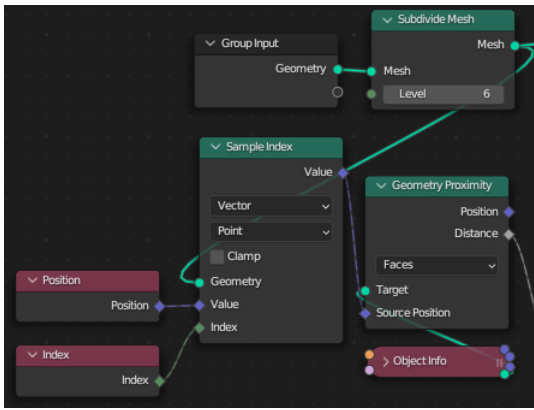 Subdivide Mesh
Mesh
Mesh
Level 6
Group Input
Geometry
Sample Index
Value
Vector
Point
Clamp
Geometry
Value
Index
Geometry Proximity
Position
Distance
Faces
Target
Source Position
Position
Position
Index
Index
Object Info